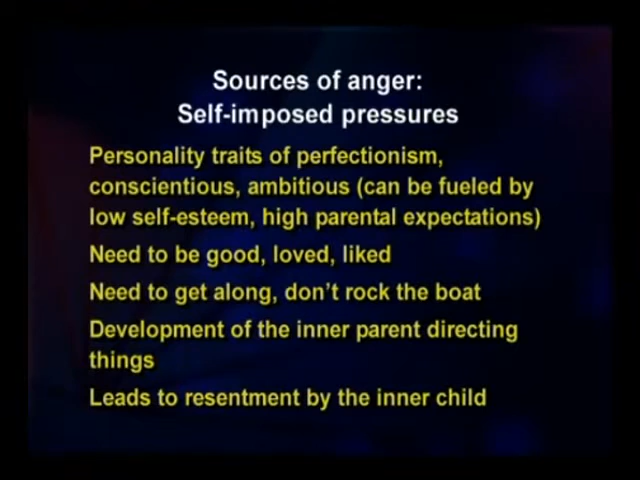 Sources of anger:
Self-imposed pressures
Personality traits of perfectionism,
conscientious, ambitious (can be fueled by
low self-esteem, high parental expectations)
Need to be good, loved, liked
Need to get along, don't rock the boat
Development of the inner parent directing
things
Leads to resentment by the inner child